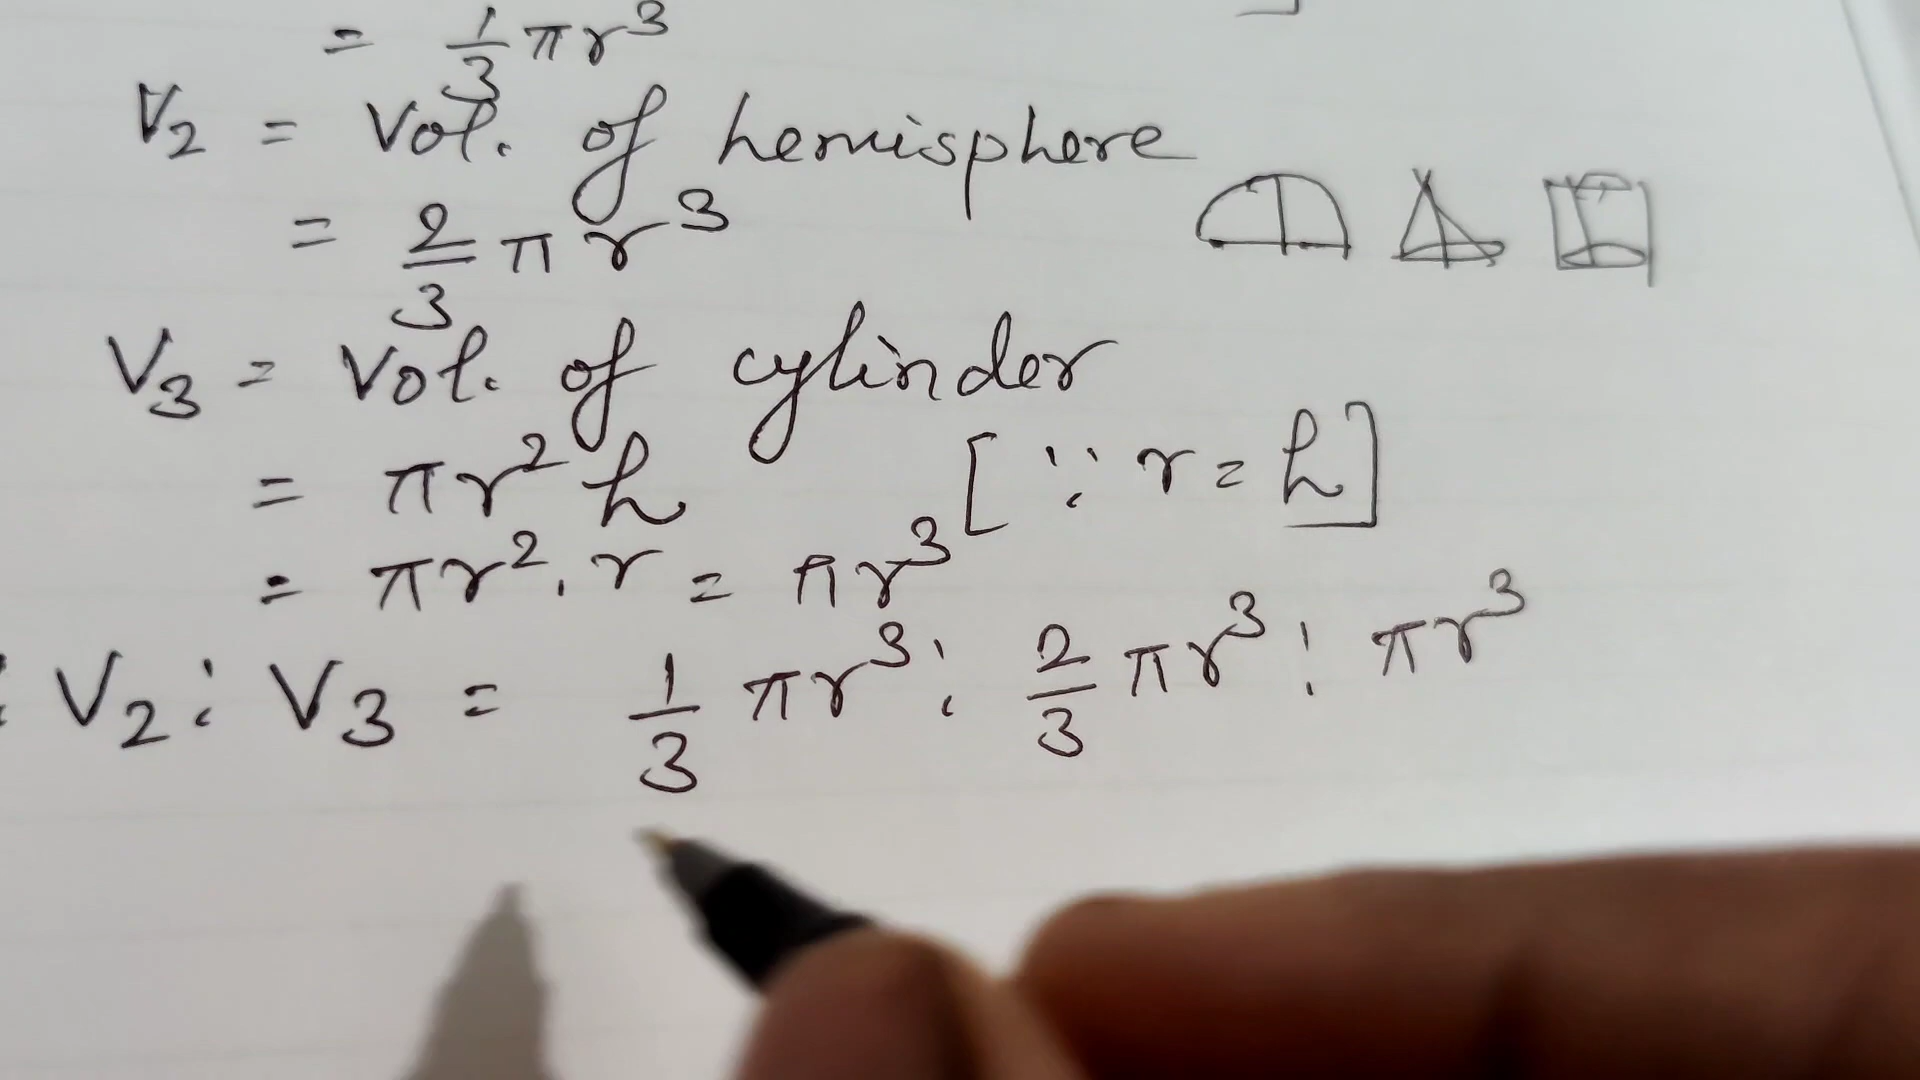 = 1/3 πr³
V₂ = Vol. of hemisphere
= 2/3 πr³
V₃ = Vol. of cylinder
= πr²h [∵ r = h]
= πr².r = πr³
: V₂ : V₃ = 1/3 πr³ : 2/3 πr³ : πr³